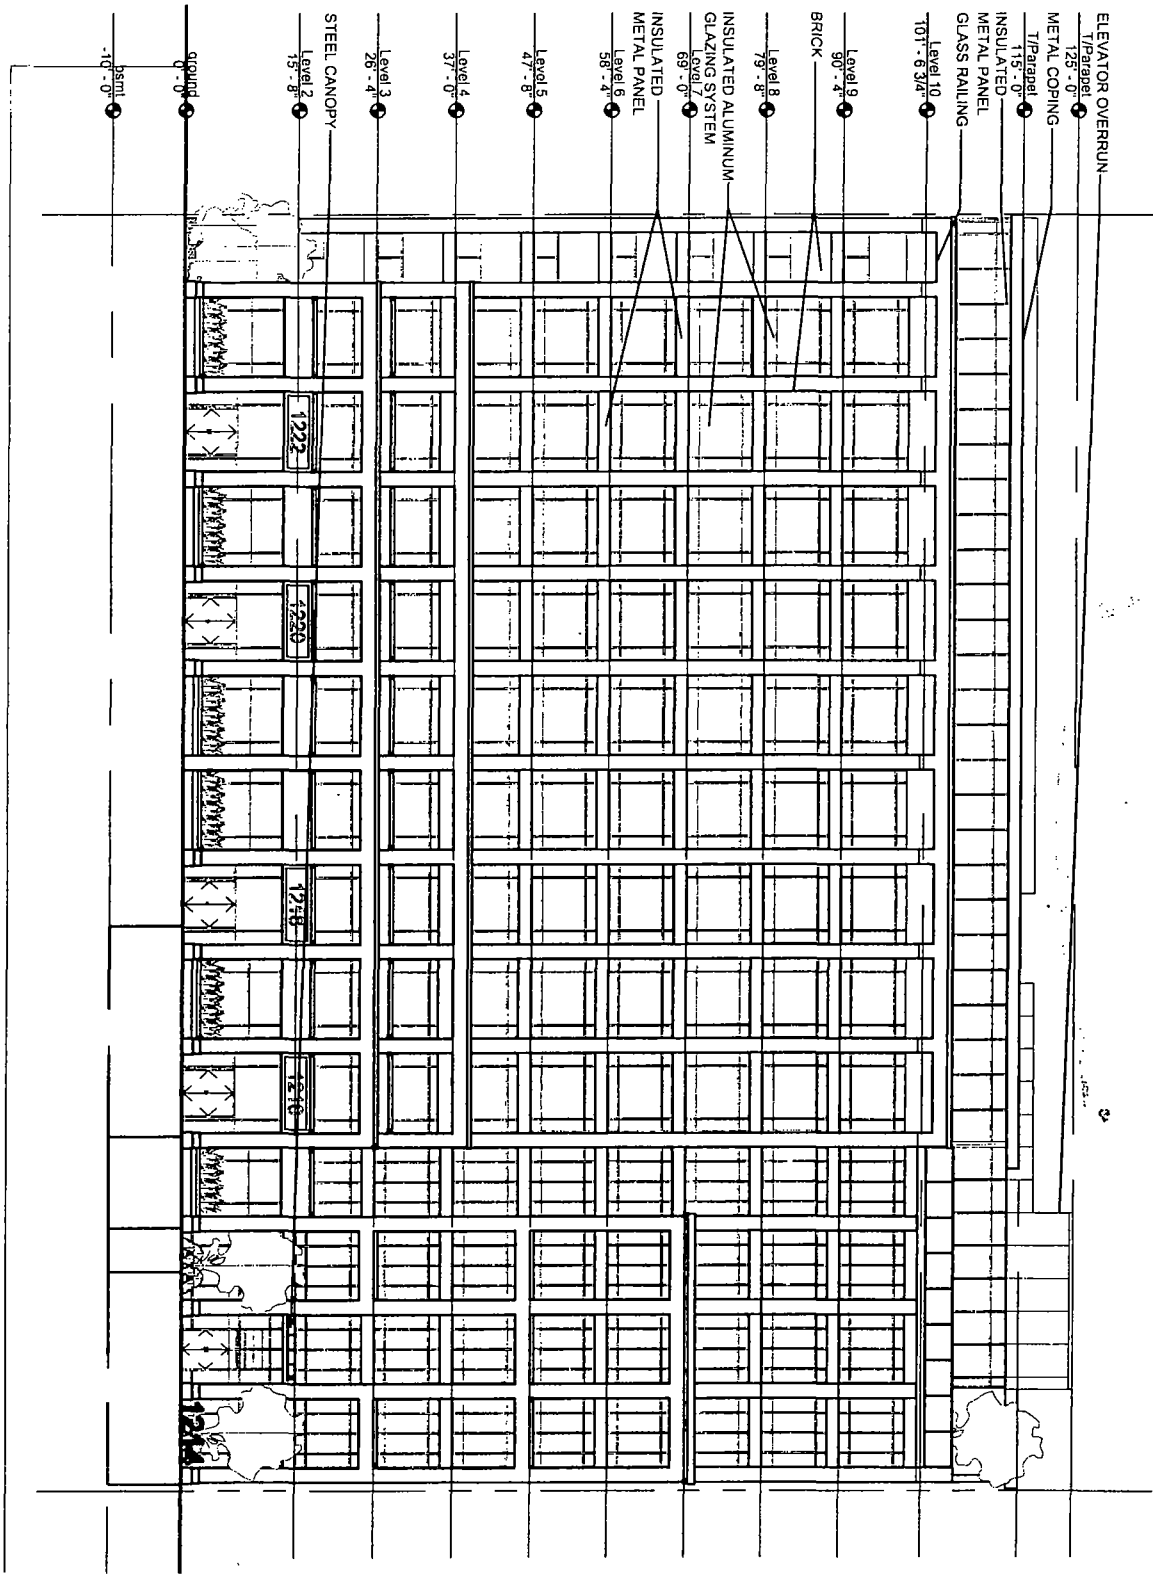 ELEVATOR OVERRUN
T/Parapet
125' - 0"
METAL COPING
T/Parapet
115' - 0"
INSULATED
METAL PANEL
GLASS RAILING
Level 10
101' - 6 3/4"
Level 9
90' - 4"
BRICK
Level 8
79' - 8"
INSULATED ALUMINUM
GLAZING SYSTEM
Level 7
69' - 0"
INSULATED
METAL PANEL
Level 6
58' - 4"
Level 5
47' - 8"
Level 4
37' - 0"
Level 3
26' - 4"
STEEL CANOPY
Level 2
15' - 8"
ground
0' - 0"
bsmt
-10' - 0"
1222
1220
1218
1216
1214